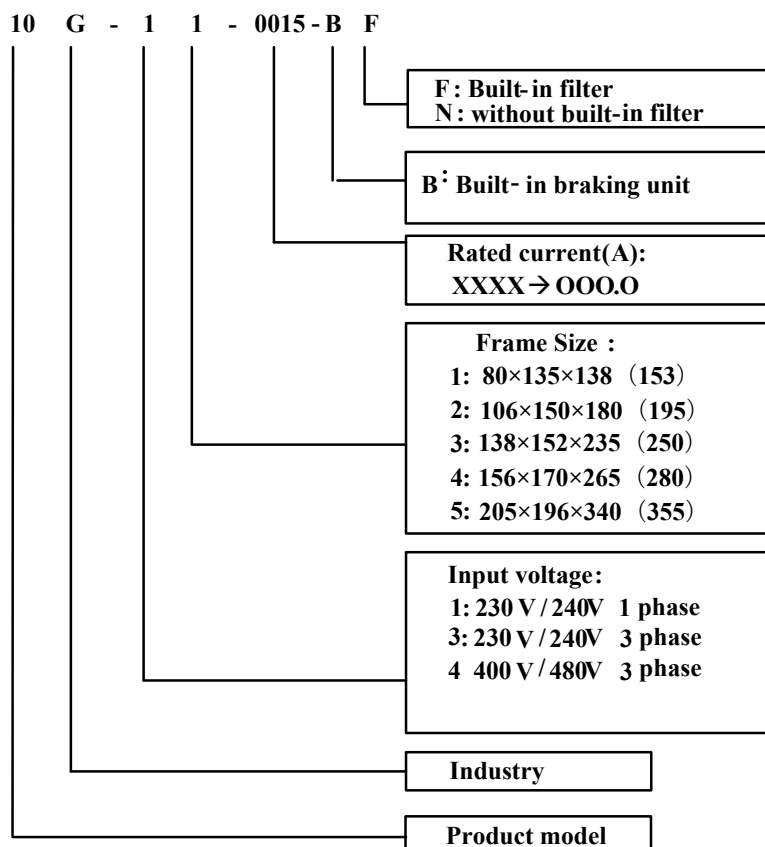 10 G - 1 1 - 0015 - B F
F: Built-in filter
N: without built-in filter
B: Built- in braking unit
Rated current(A):
XXXX→OOO.O
Frame Size :
1: 80×135×138（153）
2: 106×150×180（195）
3: 138×152×235（250）
4: 156×170×265（280）
5: 205×196×340（355）
Input voltage:
1: 230 V / 240V 1 phase
3: 230 V / 240V 3 phase
4 400 V / 480V 3 phase
Industry
Product model